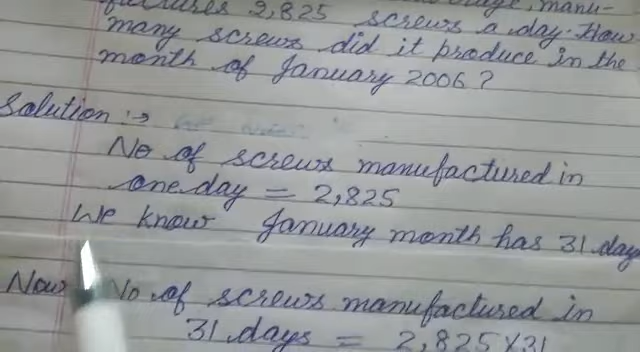 2,825 screws a day. How
many screws did it produce in the
month of January 2006?
Solution :→
No of screws manufactured in
one day = 2,825
We know January month has 31 day
Now No of screws manufactured in
31 days = 2,825×31